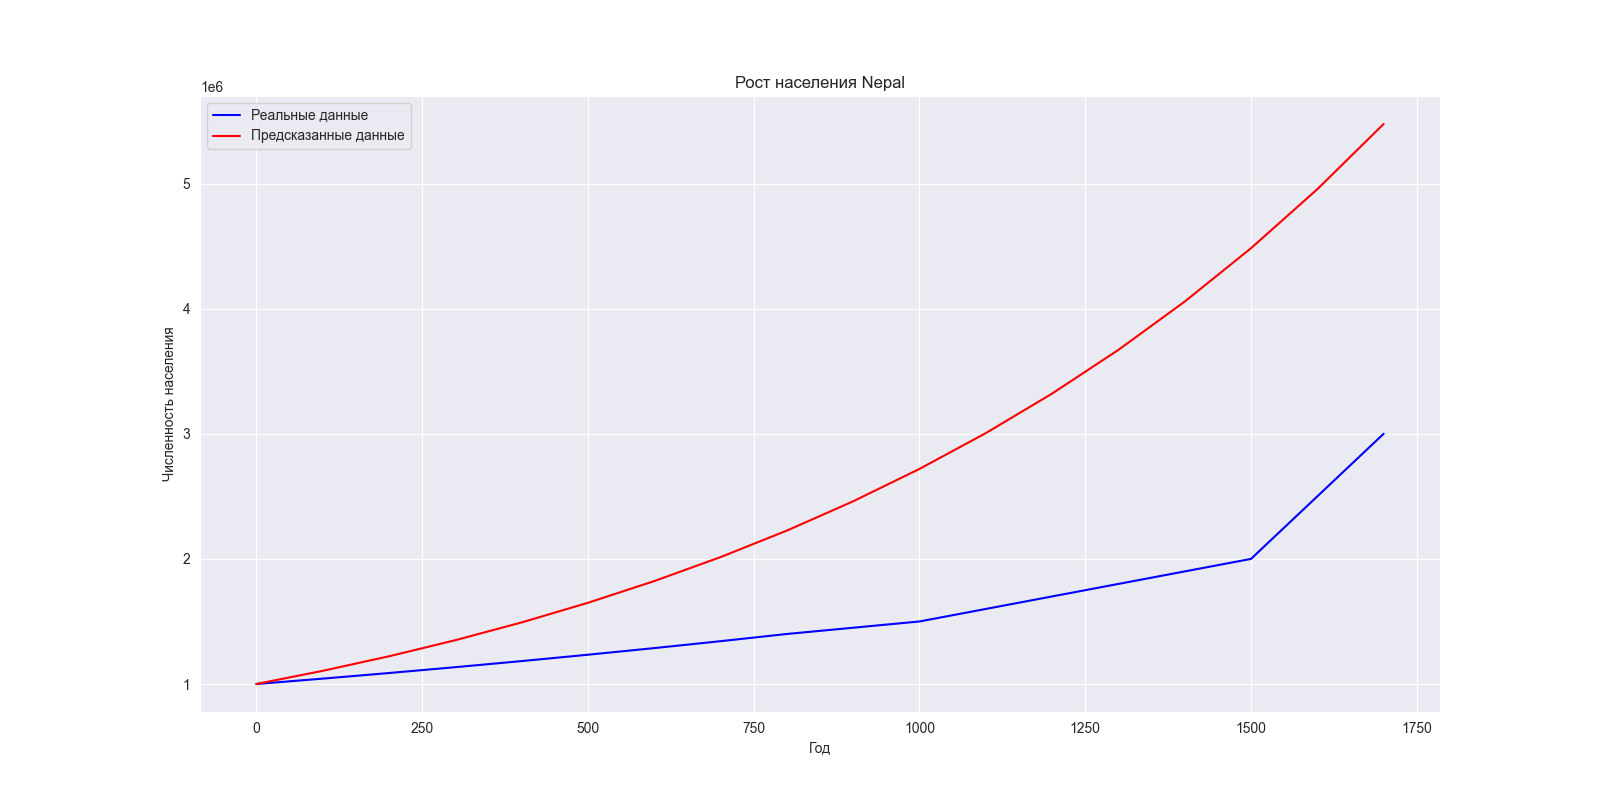 Рост населения Nepal
1e6
Реальные данные
Предсказанные данные
5
4
3
2
1
Численность населения
0 250 500 750 1000 1250 1500 1750
Год